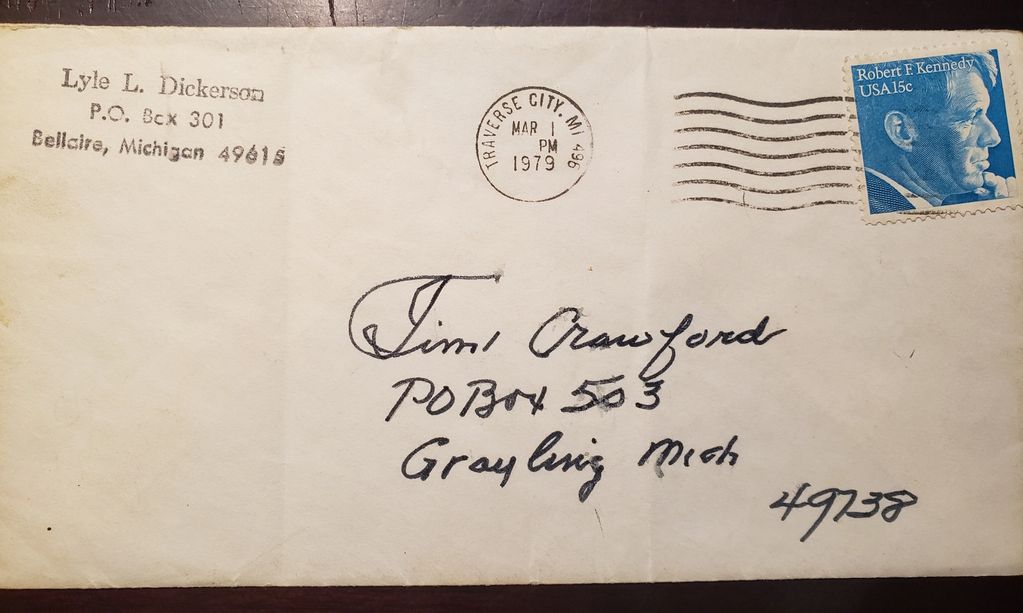 Lyle L. Dickerson
P.O. Box 301
Bellaire, Michigan 49615
TRAVERSE CITY, MI 496
MAR 1
PM
1979
Robert F. Kennedy
USA 15c
Jim Crawford
PO Box 503
Grayling Mich
49738